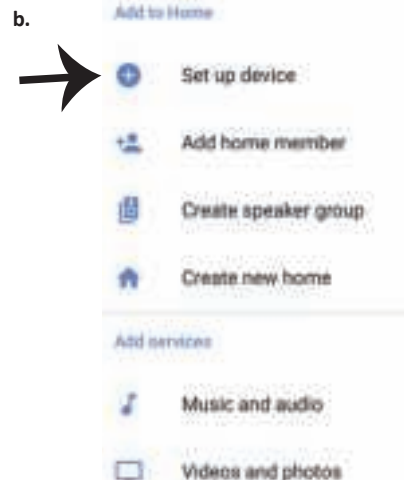 b.
Add to Home
Set up device
Add home member
Create speaker group
Create new home
Add services
Music and audio
Videos and photos